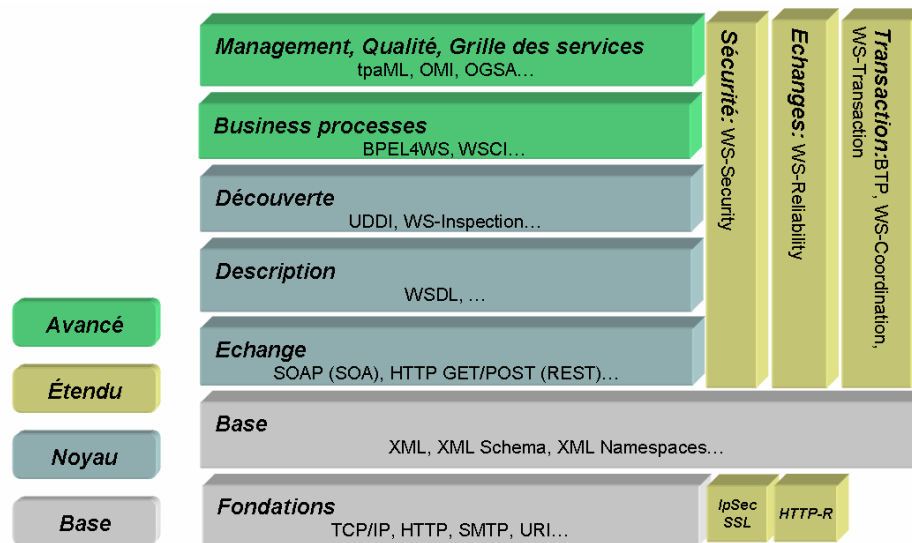 Management, Qualité, Grille des services
tpaML, OMI, OGSA…
Business processes
BPEL4WS, WSCI…
Découverte
UDDI, WS-Inspection…
Description
WSDL, …
Echange
SOAP (SOA), HTTP GET/POST (REST)…
Base
XML, XML Schema, XML Namespaces…
Fondations
TCP/IP, HTTP, SMTP, URI…
Sécurité: WS-Security
Echanges: WS-Reliability
Transaction:BTP, WS-Coordination,
WS-Transaction
IpSec
SSL
HTTP-R
Avancé
Étendu
Noyau
Base